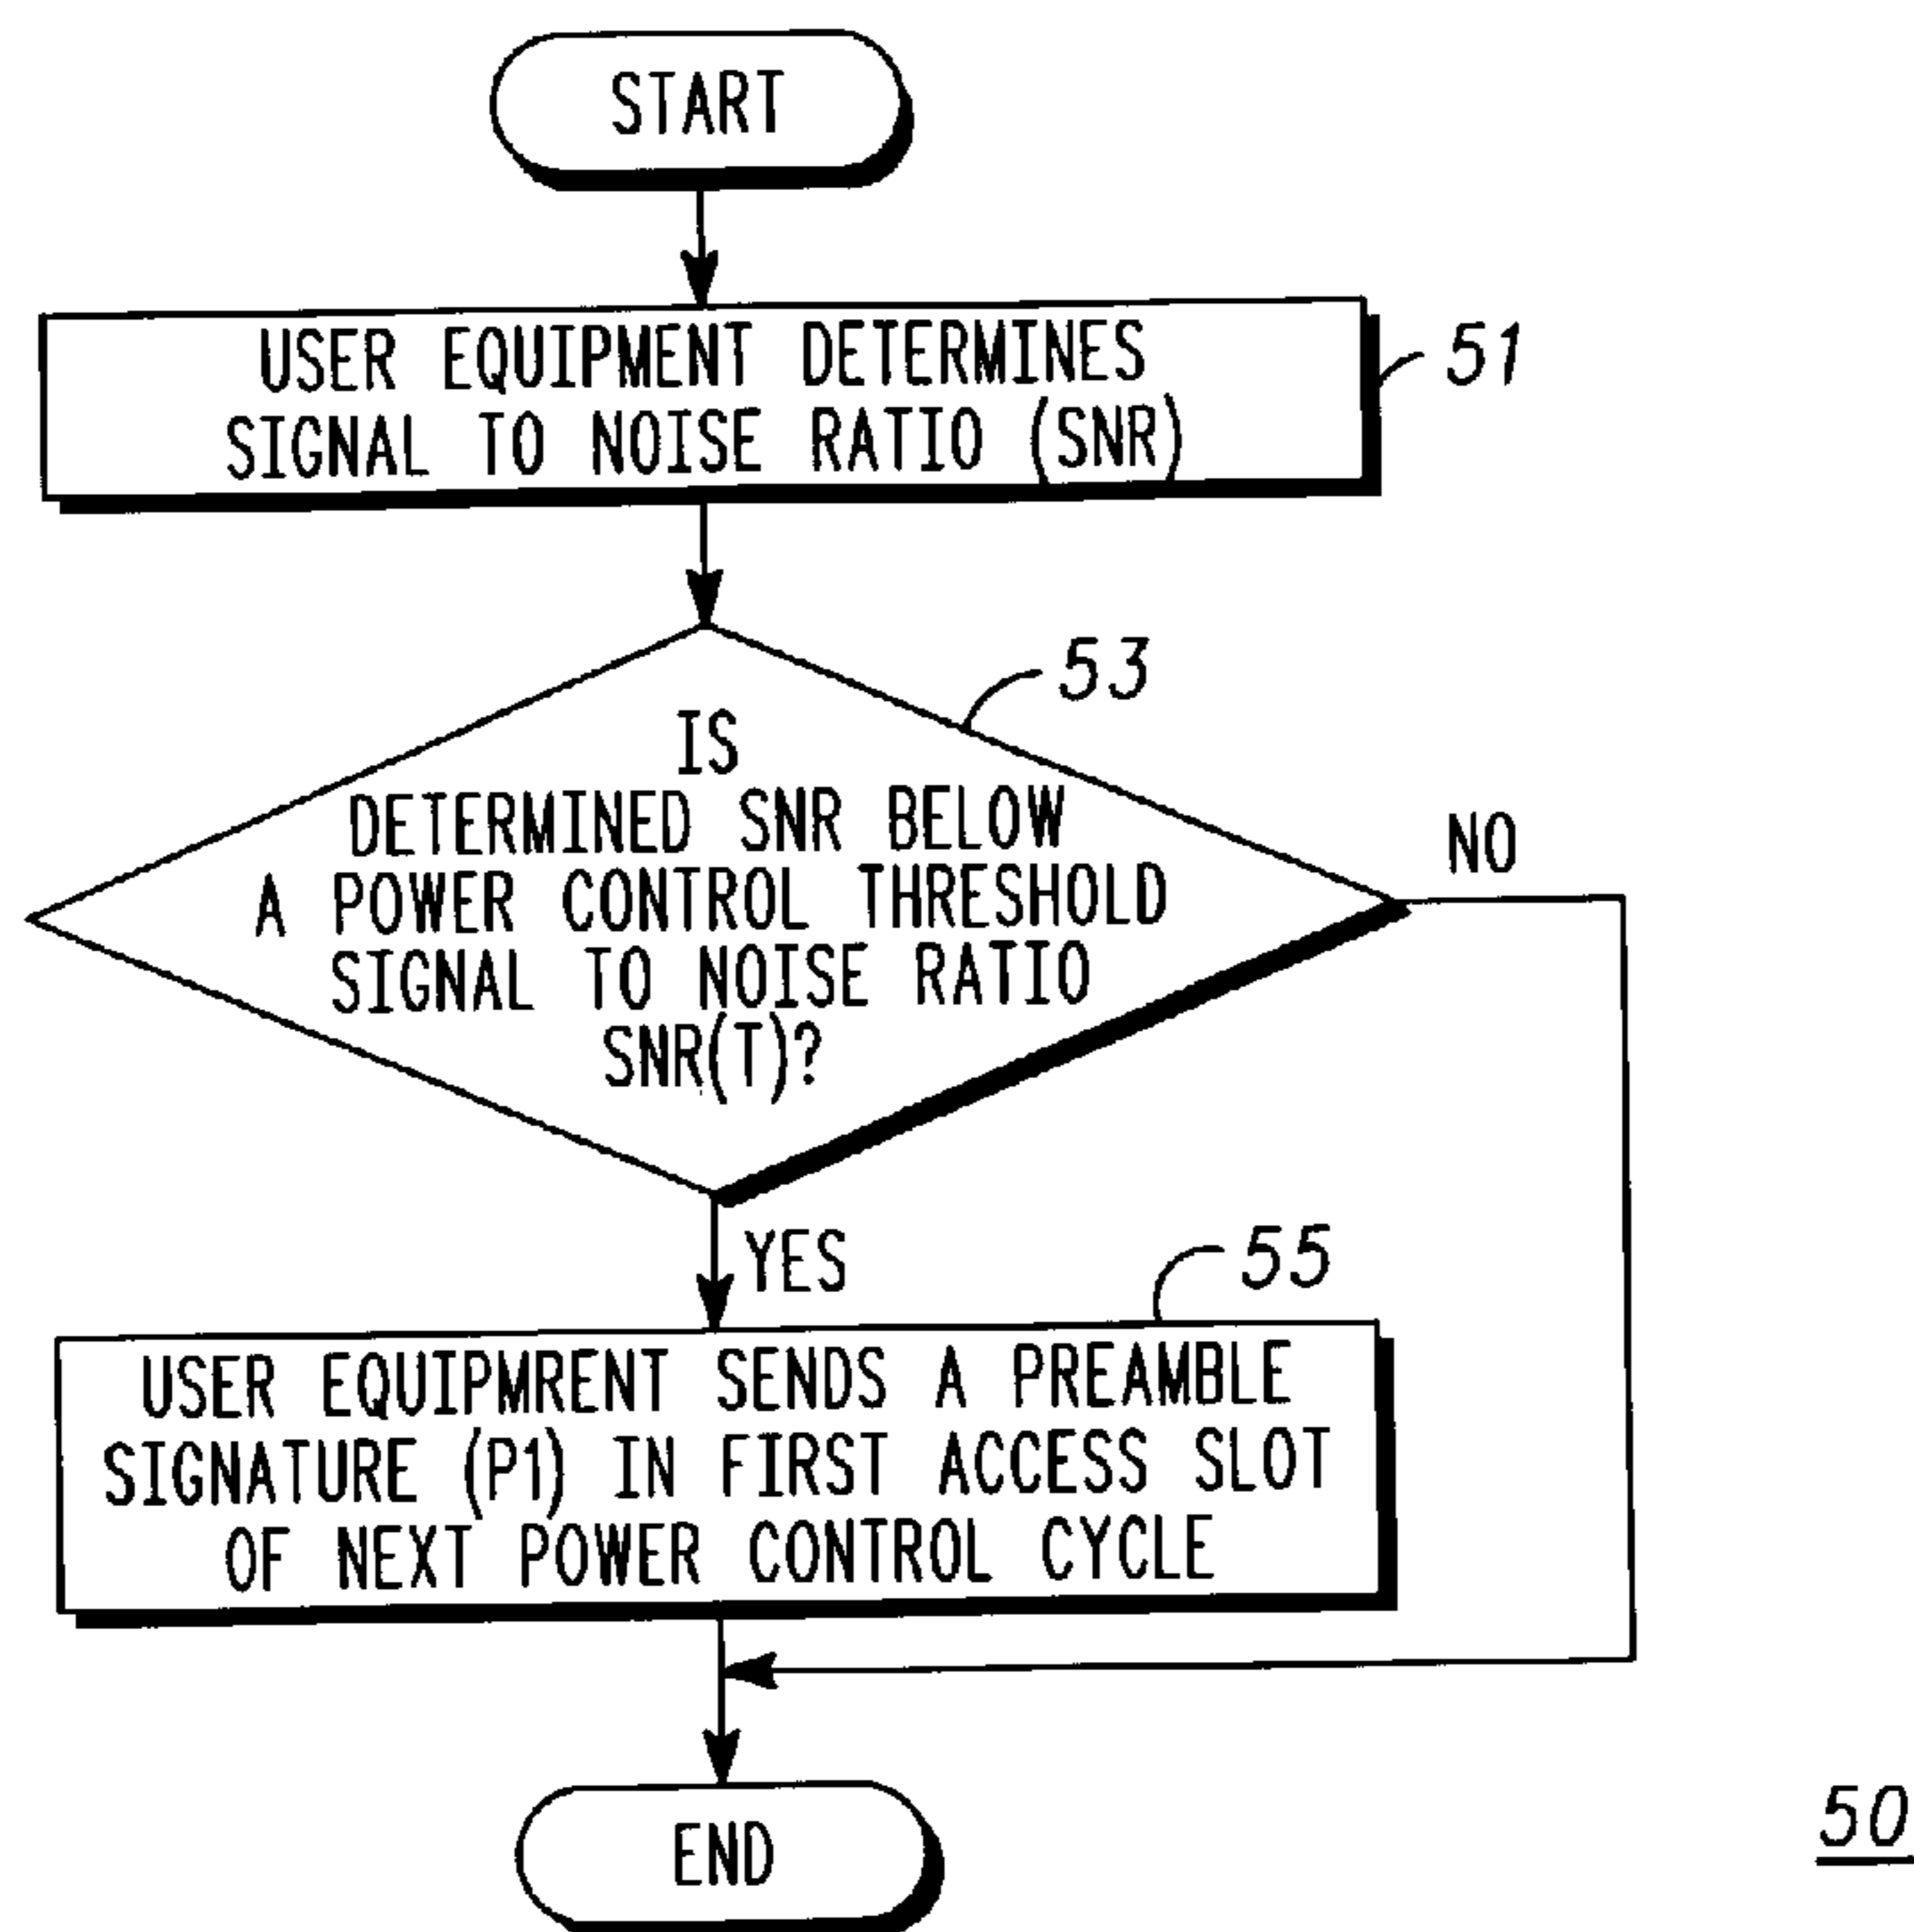 START
USER EQUIPMENT DETERMINES
SIGNAL TO NOISE RATIO (SNR)
51
53
IS
DETERMINED SNR BELOW
A POWER CONTROL THRESHOLD
SIGNAL TO NOISE RATIO
SNR(T)?
NO
YES
55
USER EQUIPMRENT SENDS A PREAMBLE
SIGNATURE (P1) IN FIRST ACCESS SLOT
OF NEXT POWER CONTROL CYCLE
END
50